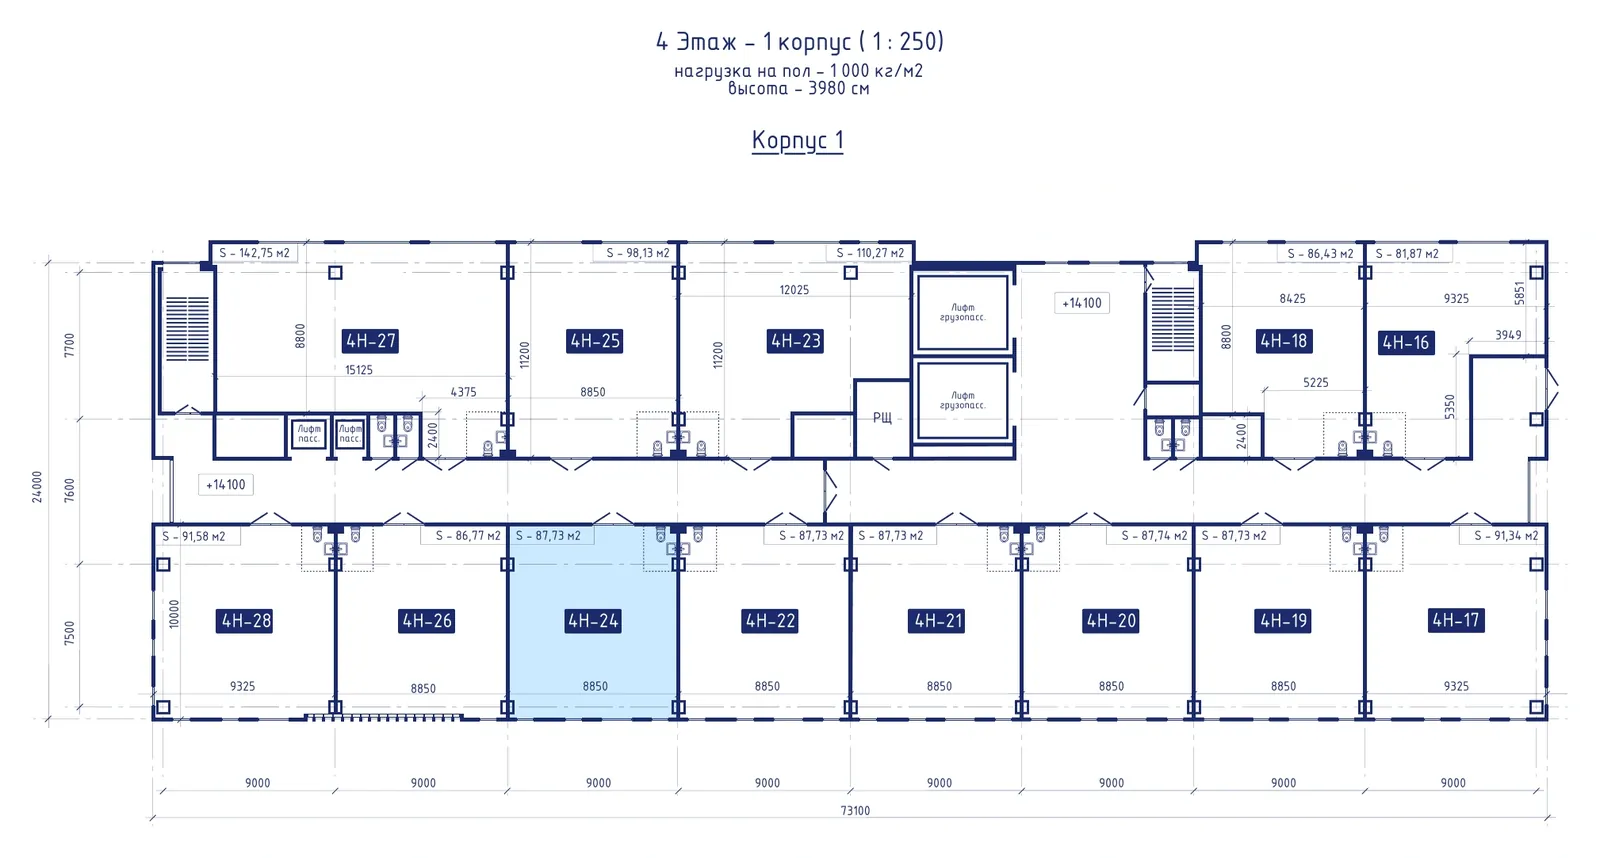 4 Этаж - 1 корпус ( 1 : 250)
нагрузка на пол - 1 000 кг/м2
высота - 3980 см
Корпус 1
S - 142,75 м2
S - 98,13 м2
S - 110,27 м2
S - 86,43 м2
S - 81,87 м2
12025
Лифт
грузопасс.
+14100
8425
9325
5851
7700
8800
4Н-27
11200
4Н-25
11200
4Н-23
8800
4Н-18
4Н-16
3949
15125
4375
8850
Лифт
грузопасс.
5225
5350
РЩ
Лифт
пасс.
Лифт
пасс.
2400
2400
24000
7600
+14100
S - 91,58 м2
S - 86,77 м2
S - 87,73 м2
S - 87,73 м2
S - 87,73 м2
S - 87,74 м2
S - 87,73 м2
S - 91,34 м2
7500
10000
4Н-28
4Н-26
4Н-24
4Н-22
4Н-21
4Н-20
4Н-19
4Н-17
9325
8850
8850
8850
8850
8850
8850
9325
9000
9000
9000
9000
9000
9000
9000
9000
73100